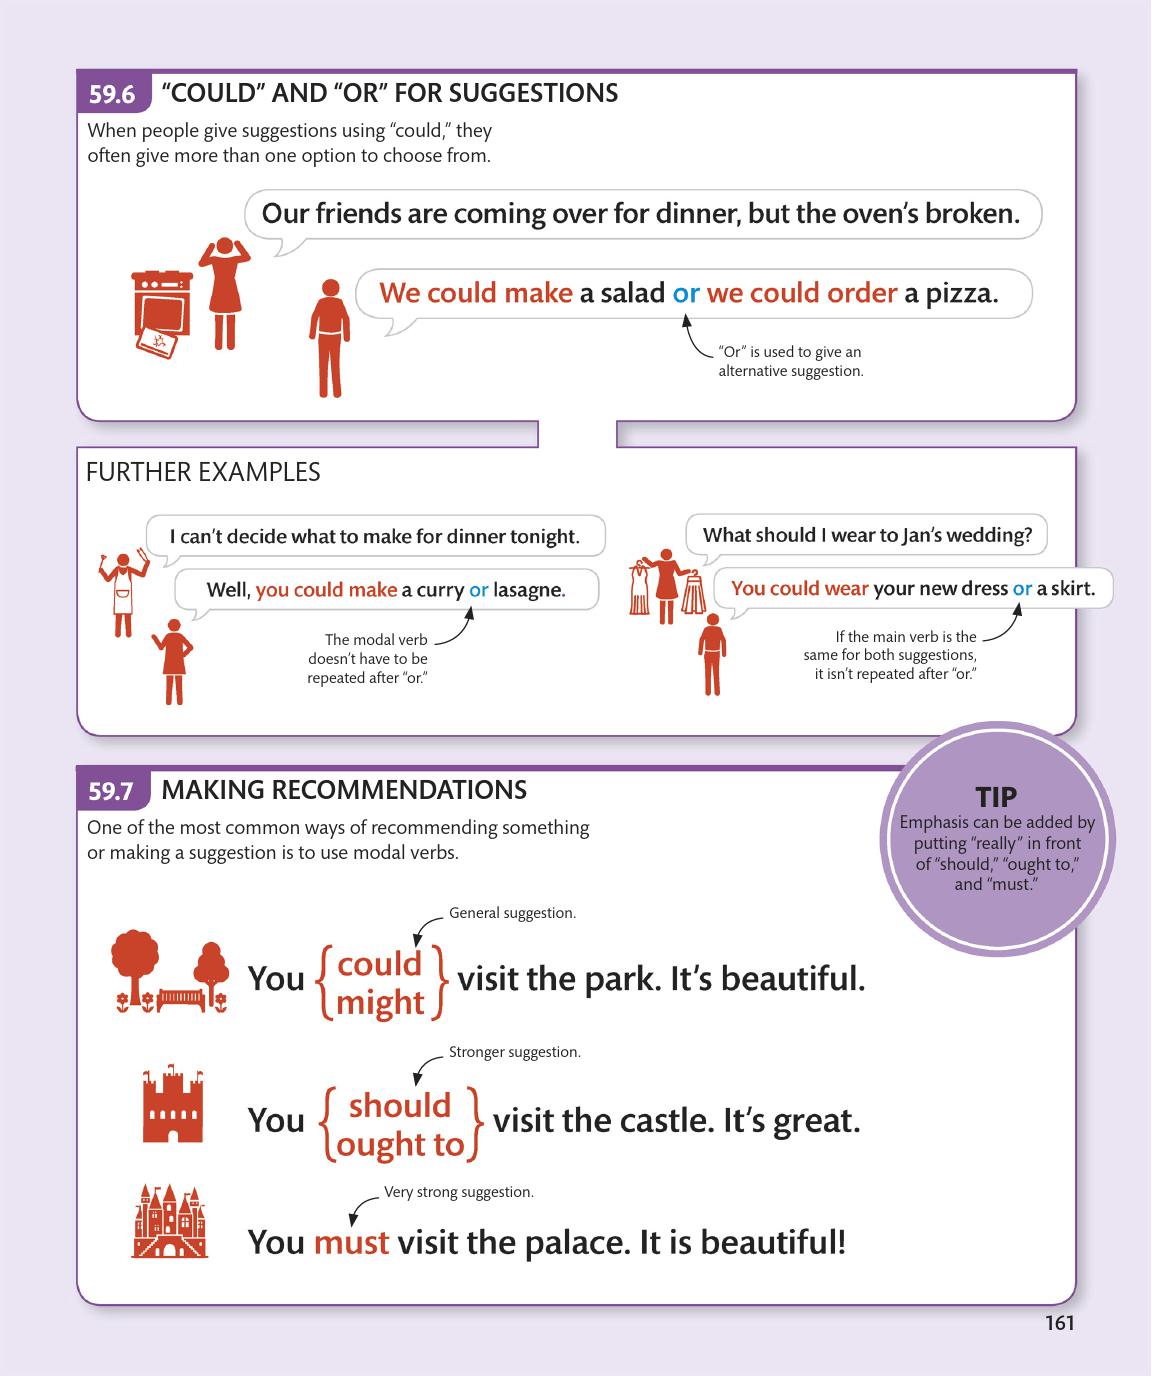 59.6 “COULD” AND “OR” FOR SUGGESTIONS
When people give suggestions using “could,” they
often give more than one option to choose from.
Our friends are coming over for dinner, but the oven’s broken.
We could make a salad or we could order a pizza.
“Or” is used to give an
alternative suggestion.
FURTHER EXAMPLES
I can’t decide what to make for dinner tonight.
Well, you could make a curry or lasagne.
The modal verb
doesn’t have to be
repeated after “or.”
What should I wear to Jan’s wedding?
You could wear your new dress or a skirt.
If the main verb is the
same for both suggestions,
it isn’t repeated after “or.”
59.7 MAKING RECOMMENDATIONS
One of the most common ways of recommending something
or making a suggestion is to use modal verbs.
TIP
Emphasis can be added by
putting “really” in front
of “should,” “ought to,”
and “must.”
General suggestion.
You { could might } visit the park. It’s beautiful.
Stronger suggestion.
You { should ought to } visit the castle. It’s great.
Very strong suggestion.
You must visit the palace. It is beautiful!
161